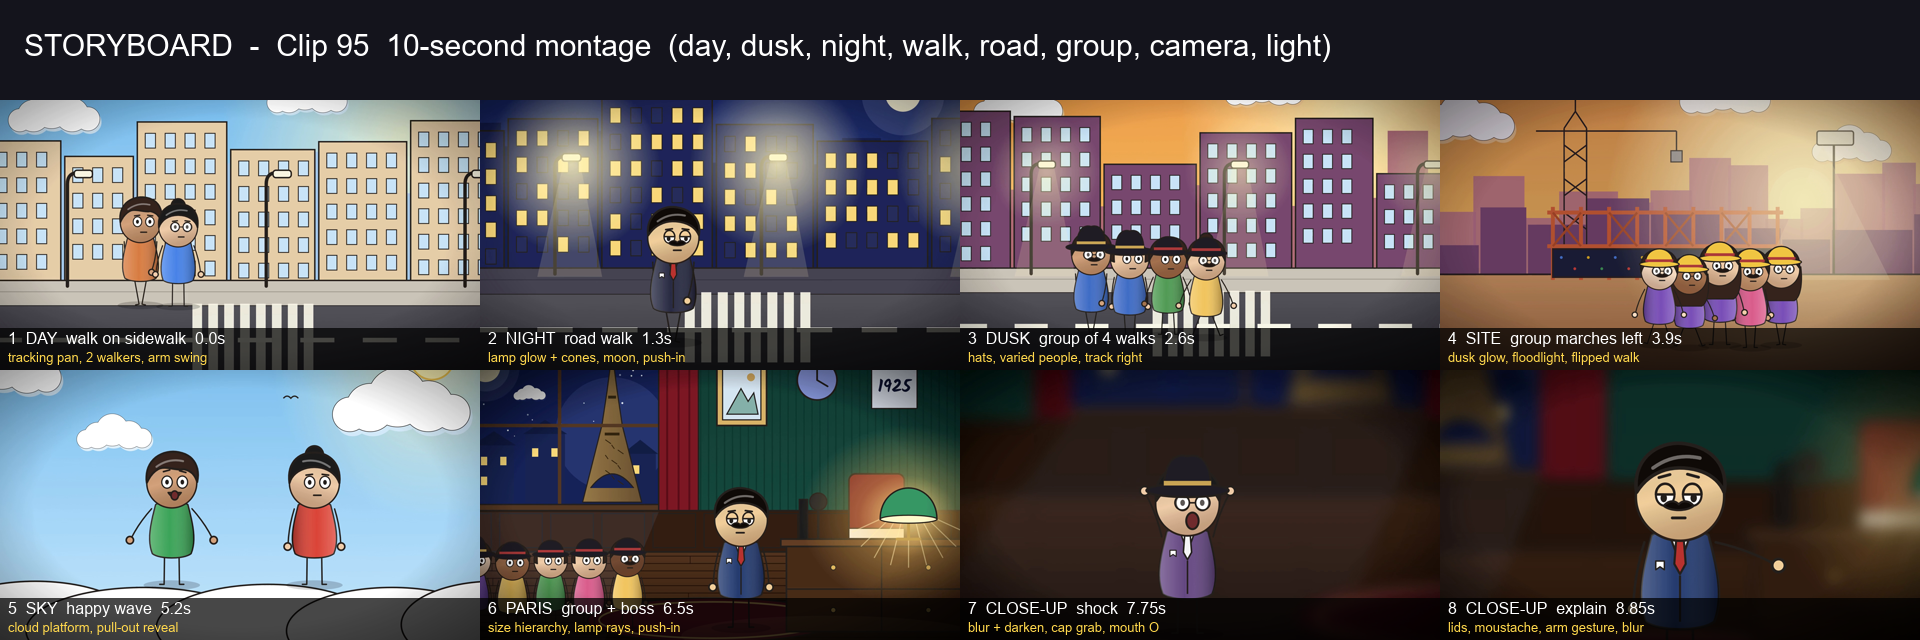 STORYBOARD - Clip 95 10-second montage (day, dusk, night, walk, road, group, camera, light)
1 DAY walk on sidewalk 0.0s
tracking pan, 2 walkers, arm swing
2 NIGHT road walk 1.3s
lamp glow + cones, moon, push-in
3 DUSK group of 4 walks 2.6s
hats, varied people, track right
4 SITE group marches left 3.9s
dusk glow, floodlight, flipped walk
1925
5 SKY happy wave 5.2s
cloud platform, pull-out reveal
6 PARIS group + boss 6.5s
size hierarchy, lamp rays, push-in
7 CLOSE-UP shock 7.75s
blur + darken, cap grab, mouth O
8 CLOSE-UP explain 8.85s
lids, moustache, arm gesture, blur